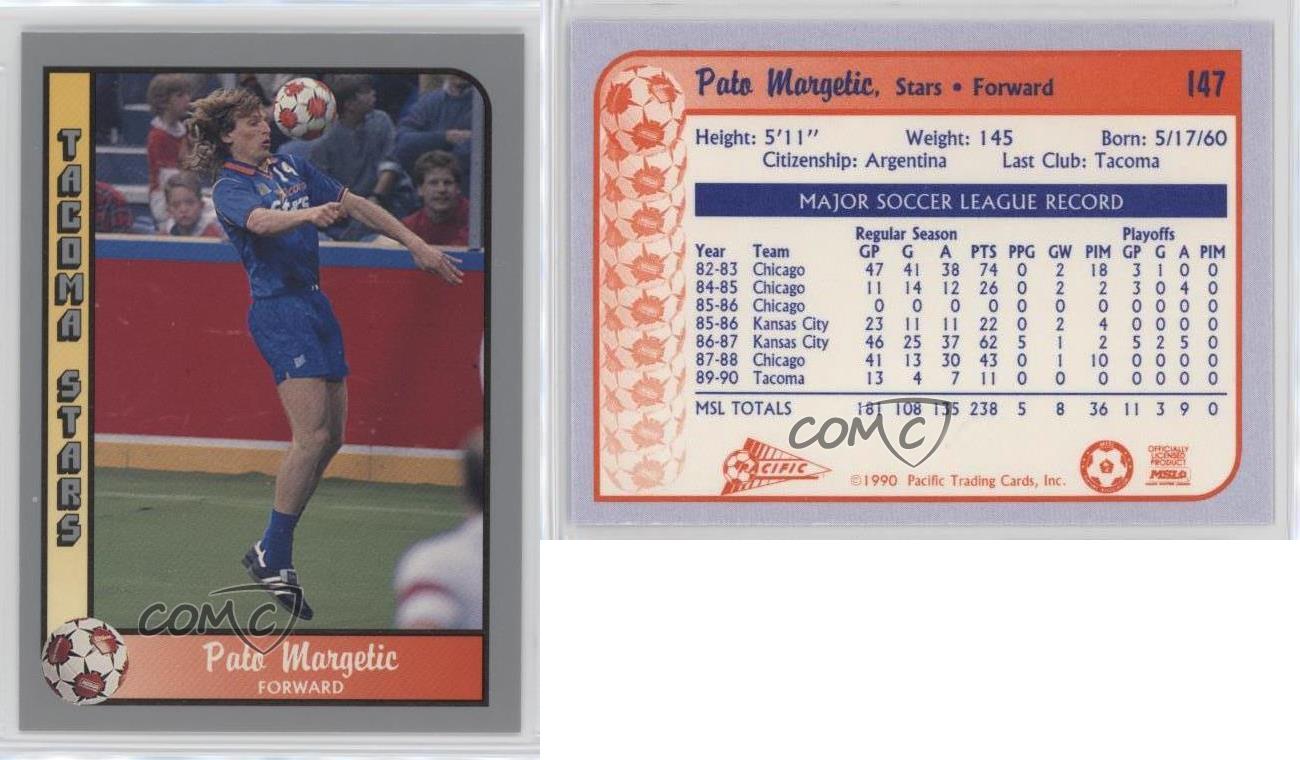 TACOMA STARS
14
Stars
COMC
Pato Margetic
FORWARD
Pato Margetic, Stars • Forward 147
Height: 5'11" Weight: 145 Born: 5/17/60
Citizenship: Argentina Last Club: Tacoma
MAJOR SOCCER LEAGUE RECORD
Regular Season Playoffs
Year Team GP G A PTS PPG GW PIM GP G A PIM
82-83 Chicago 47 41 38 74 0 2 18 3 1 0 0
84-85 Chicago 11 14 12 26 0 2 2 3 0 4 0
85-86 Chicago 0 0 0 0 0 0 0 0 0 0 0
85-86 Kansas City 23 11 11 22 0 2 4 0 0 0 0
86-87 Kansas City 46 25 37 62 5 1 2 5 2 5 0
87-88 Chicago 41 13 30 43 0 1 10 0 0 0 0
89-90 Tacoma 13 4 7 11 0 0 0 0 0 0 0
MSL TOTALS 181 108 135 238 5 8 36 11 3 9 0
COMC
PACIFIC
©1990 Pacific Trading Cards, Inc.
OFFICIALLY
LICENSED
PRODUCT
MSL